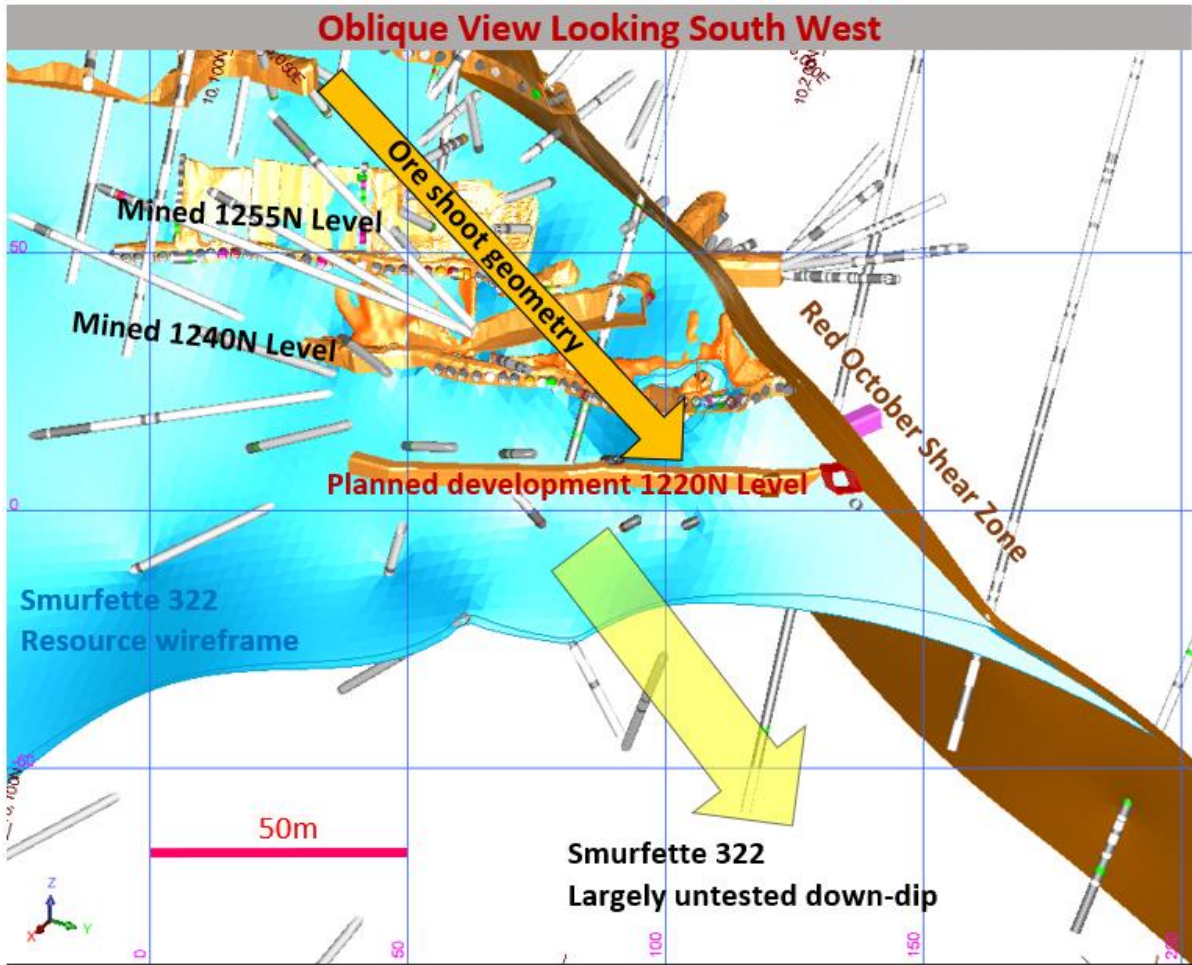 Oblique View Looking South West
10,100N
Ore shoot geometry
Mined 1255N Level
50
Mined 1240N Level
Red October Shear Zone
Planned development 1220N Level
0
Smurfette 322
Resource wireframe
50m
Smurfette 322
Largely untested down-dip
Z
X
Y
0
50
100
150